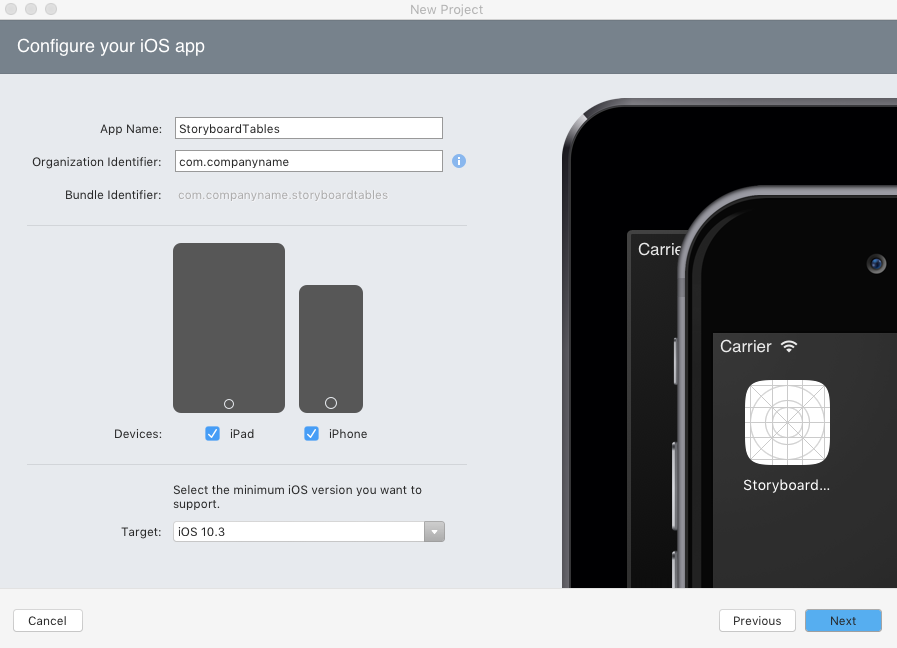 New Project
Configure your iOS app
App Name: StoryboardTables
Organization Identifier: com.companyname
Bundle Identifier: com.companyname.storyboardtables
Devices: iPad iPhone
Select the minimum iOS version you want to
support.
Target: iOS 10.3
Carrie
Carrier
Storyboard...
Cancel
Previous
Next